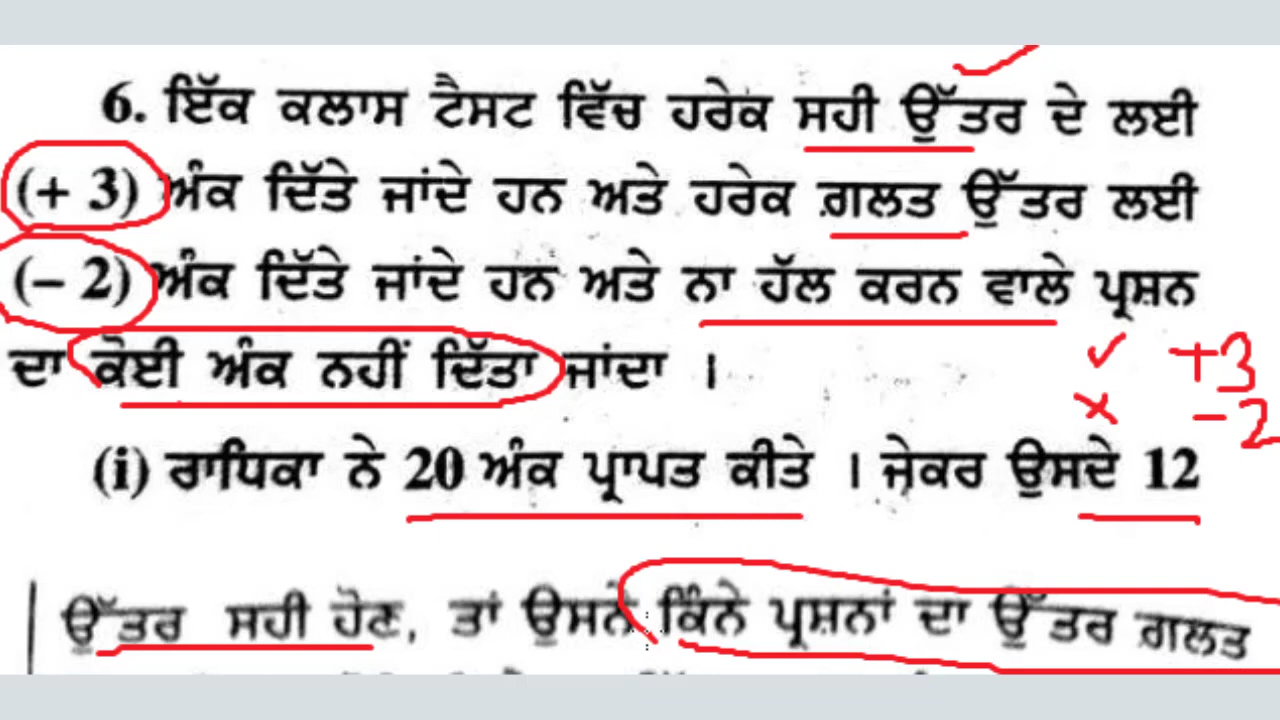 6. ਇੱਕ ਕਲਾਸ ਟੈਸਟ ਵਿੱਚ ਹਰੇਕ ਸਹੀ ਉੱਤਰ ਦੇ ਲਈ
(+ 3) ਅੰਕ ਦਿੱਤੇ ਜਾਂਦੇ ਹਨ ਅਤੇ ਹਰੇਕ ਗ਼ਲਤ ਉੱਤਰ ਲਈ
(– 2) ਅੰਕ ਦਿੱਤੇ ਜਾਂਦੇ ਹਨ ਅਤੇ ਨਾ ਹੱਲ ਕਰਨ ਵਾਲੇ ਪ੍ਰਸ਼ਨ
ਦਾ ਕੋਈ ਅੰਕ ਨਹੀਂ ਦਿੱਤਾ ਜਾਂਦਾ ।
✓ +3
× –2
(i) ਰਾਧਿਕਾ ਨੇ 20 ਅੰਕ ਪ੍ਰਾਪਤ ਕੀਤੇ । ਜੇਕਰ ਉਸਦੇ 12
ਉੱਤਰ ਸਹੀ ਹੋਣ, ਤਾਂ ਉਸਨੇ ਕਿੰਨੇ ਪ੍ਰਸ਼ਨਾਂ ਦਾ ਉੱਤਰ ਗ਼ਲਤ